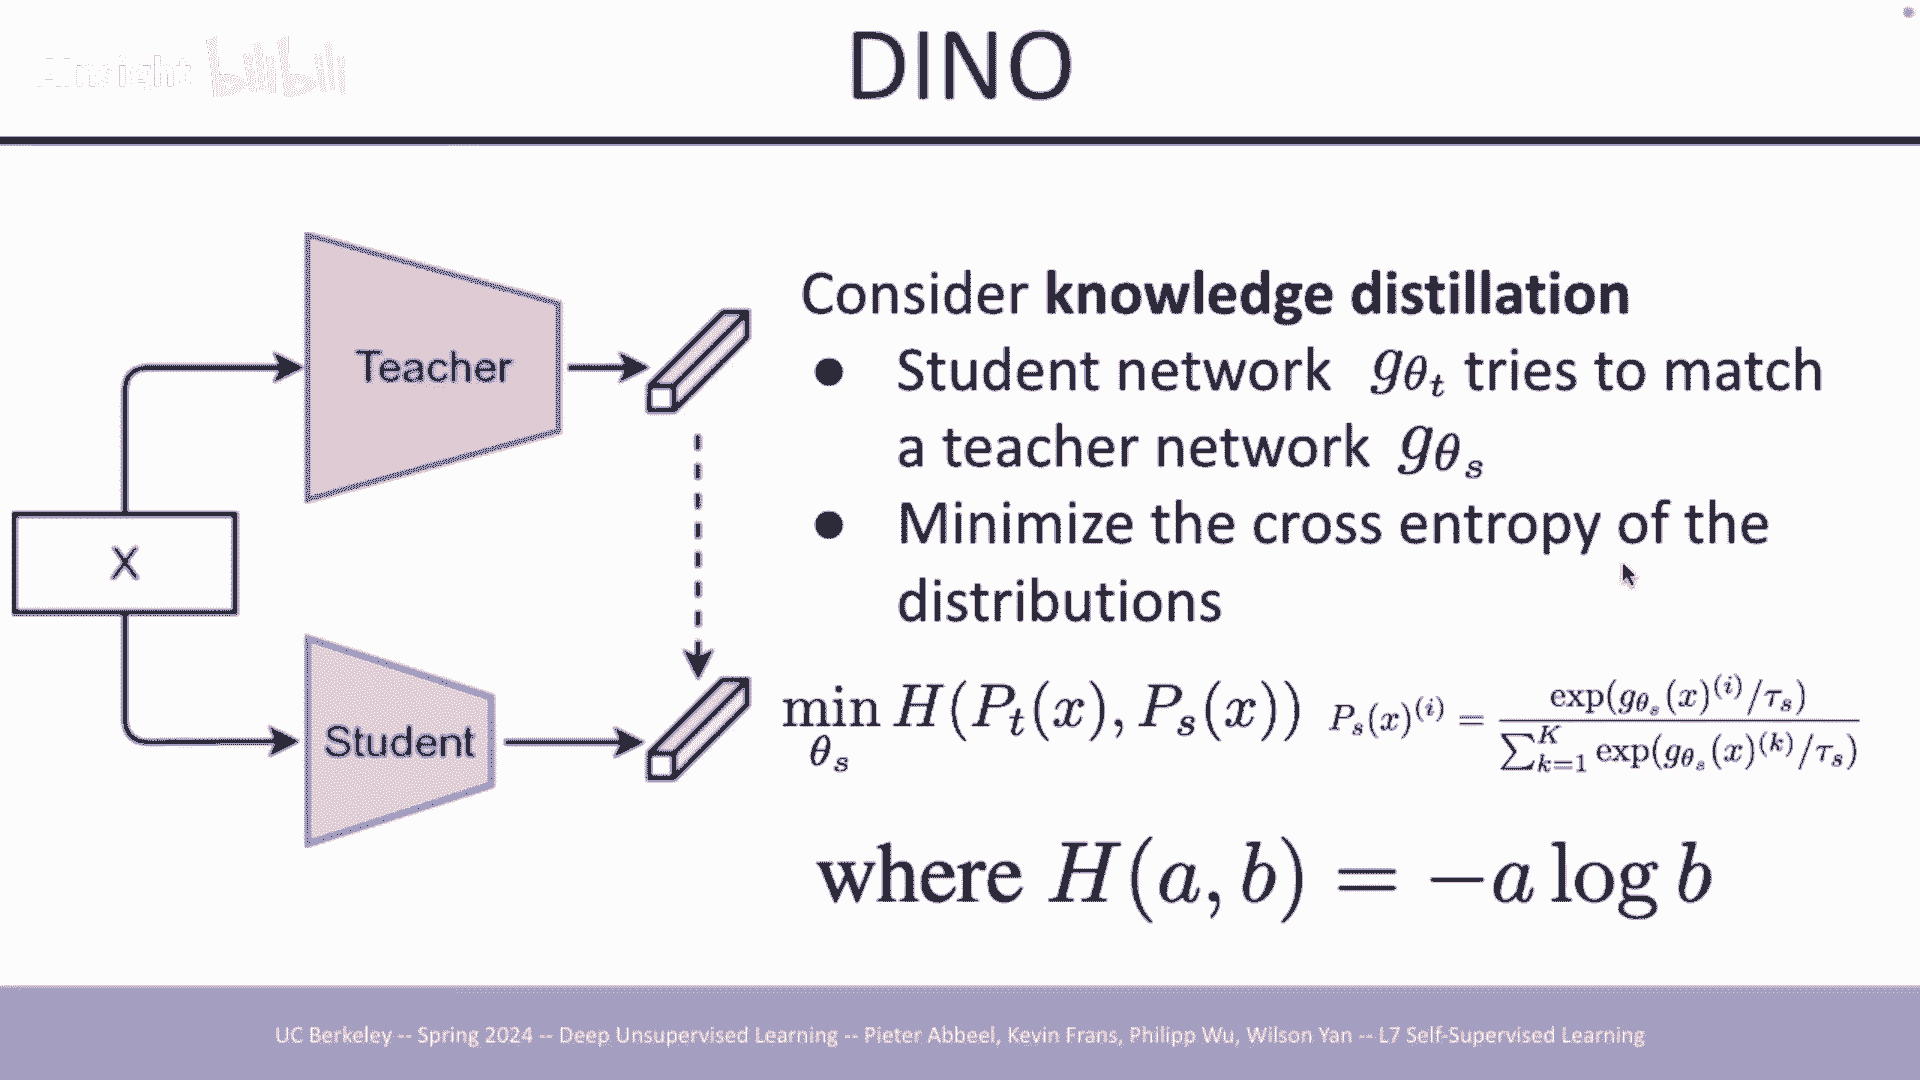 DINO
Teacher
X
Student
Consider knowledge distillation
● Student network $g_{\theta_t}$ tries to match
a teacher network $g_{\theta_s}$
● Minimize the cross entropy of the
distributions
$\min_{\theta_s} H(P_t(x), P_s(x))$ $P_s(x)^{(i)} = \frac{\exp(g_{\theta_s}(x)^{(i)}/\tau_s)}{\sum_{k=1}^{K} \exp(g_{\theta_s}(x)^{(k)}/\tau_s)}$
where $H(a, b) = -a \log b$
UC Berkeley -- Spring 2024 -- Deep Unsupervised Learning -- Pieter Abbeel, Kevin Frans, Philipp Wu, Wilson Yan -- L7 Self-Supervised Learning